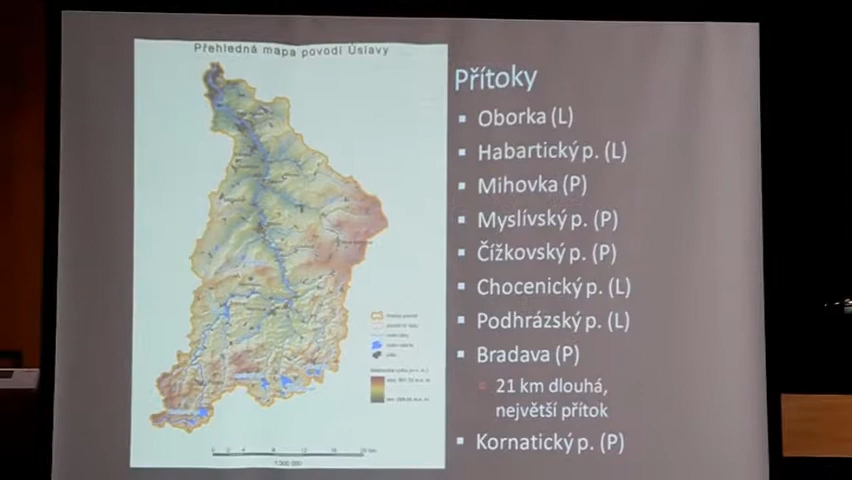 Přehledná mapa povodí Úslavy
Přítoky
Oborka (L)
Habartický p. (L)
Mihovka (P)
Myslívský p. (P)
Čížkovský p. (P)
Chocenický p. (L)
Podhrázský p. (L)
Bradava (P)
21 km dlouhá,
největší přítok
Kornatický p. (P)